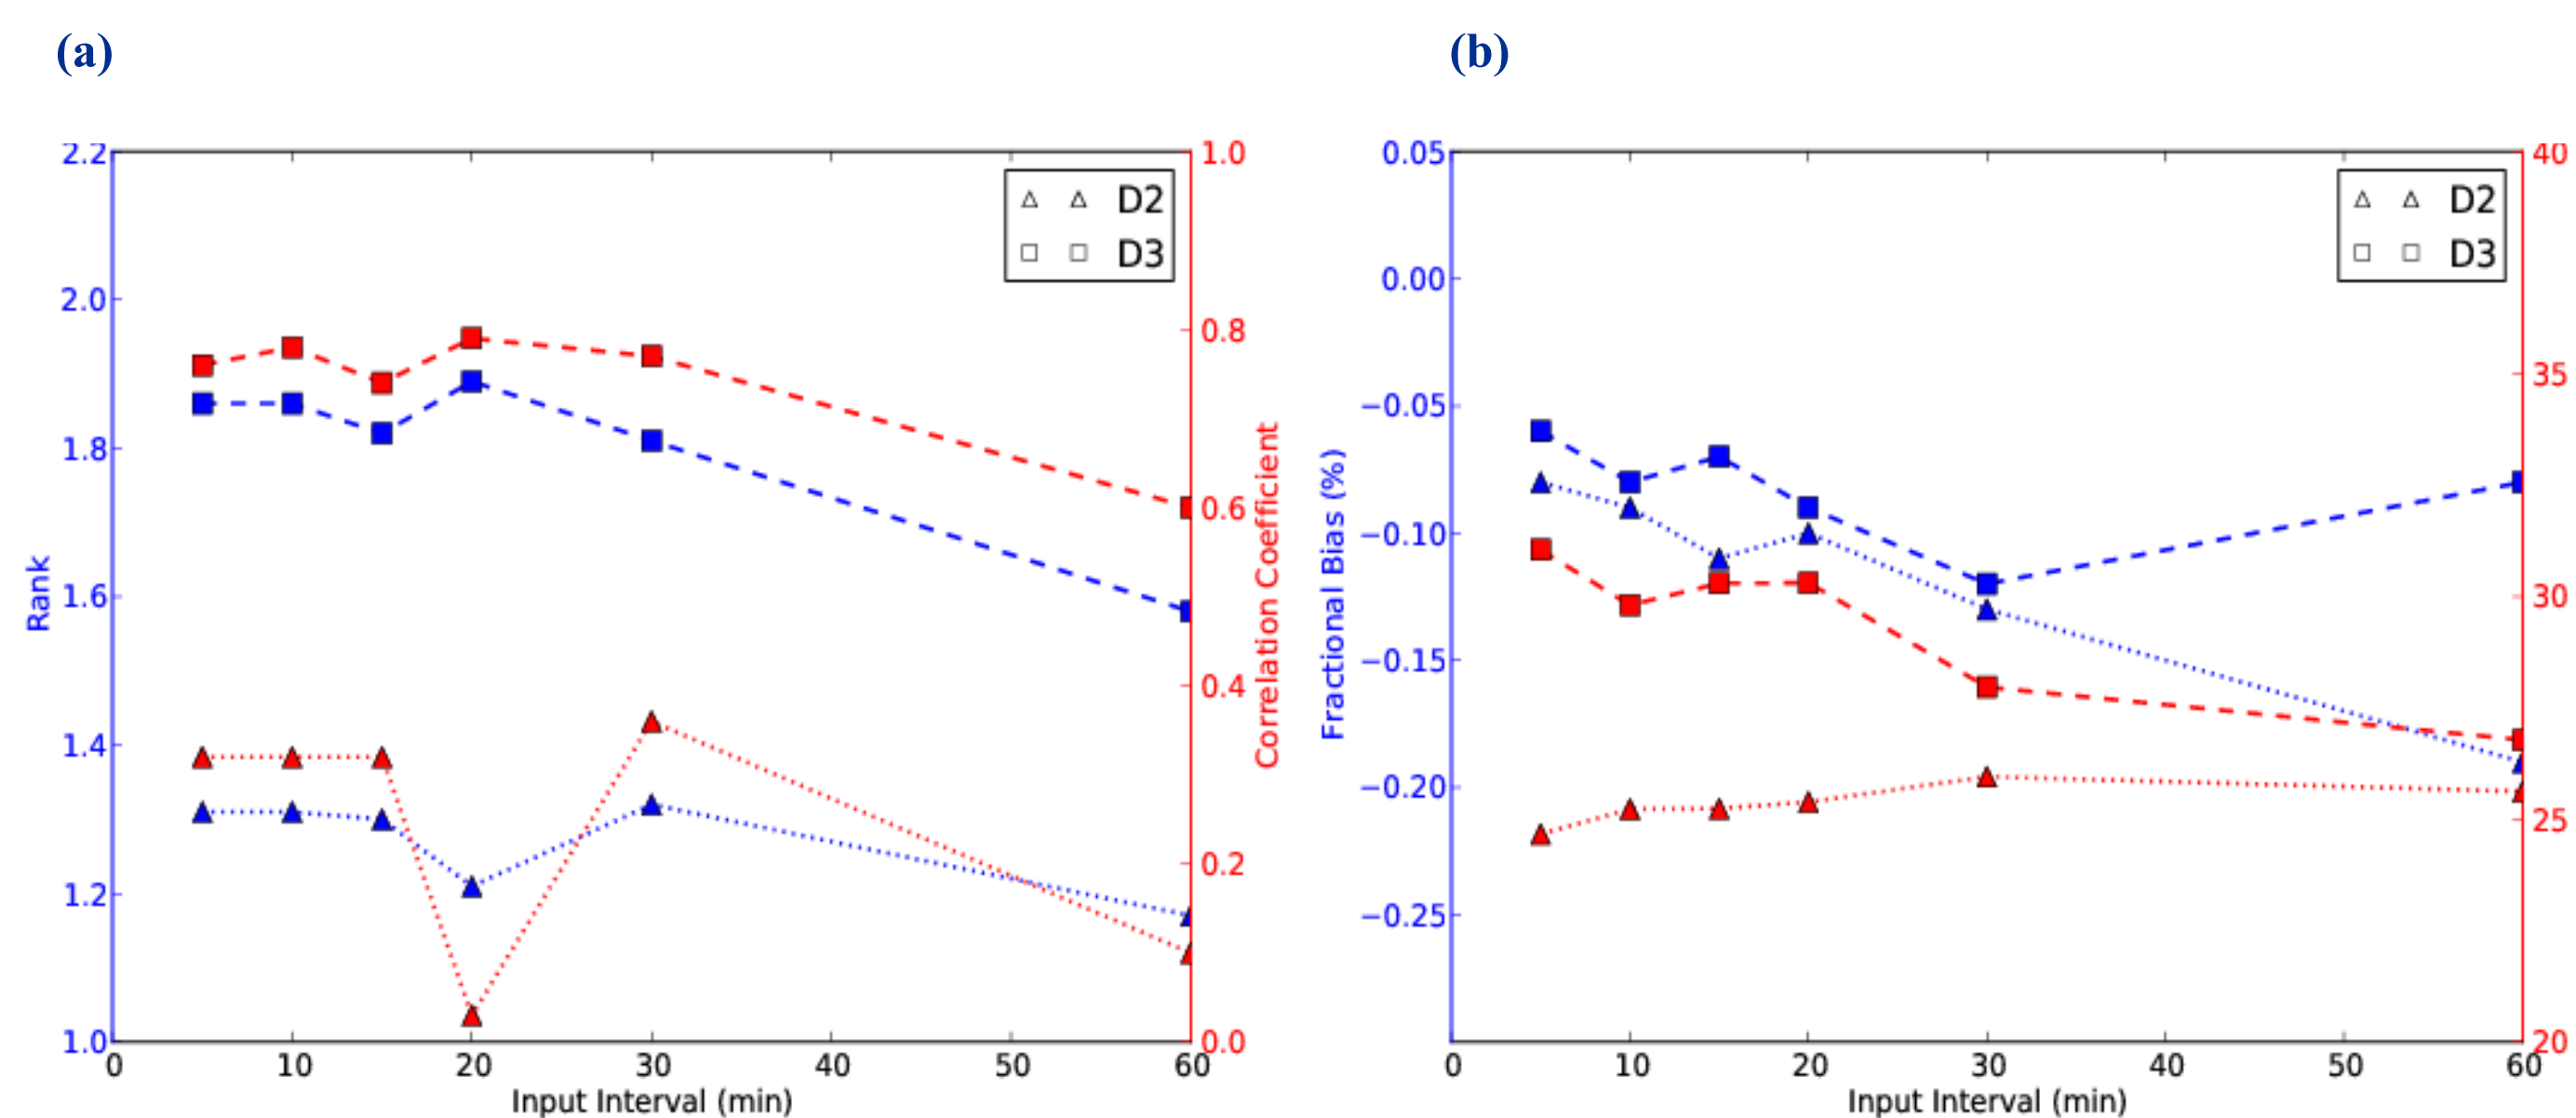 (a)
(b)
2.2
2.0
1.8
1.6
1.4
1.2
1.0
Rank
0 10 20 30 40 50 60
Input Interval (min)
1.0
0.8
0.6
0.4
0.2
0.0
Correlation Coefficient
D2
D3
0.05
0.00
−0.05
−0.10
−0.15
−0.20
−0.25
Fractional Bias (%)
0 10 20 30 40 50 60
Input Interval (min)
40
35
30
25
20
D2
D3